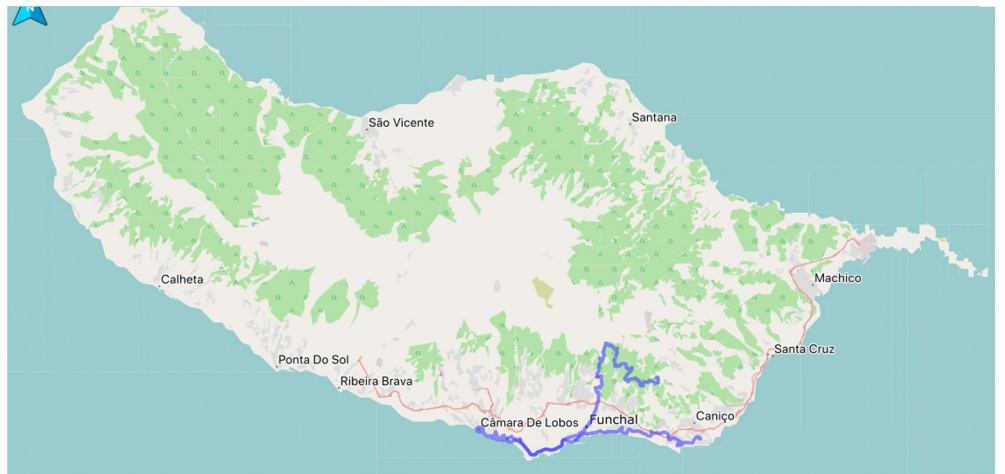 N
São Vicente
Santana
Calheta
Machico
Santa Cruz
Ponta Do Sol
Ribeira Brava
Câmara De Lobos
Funchal
Caniço